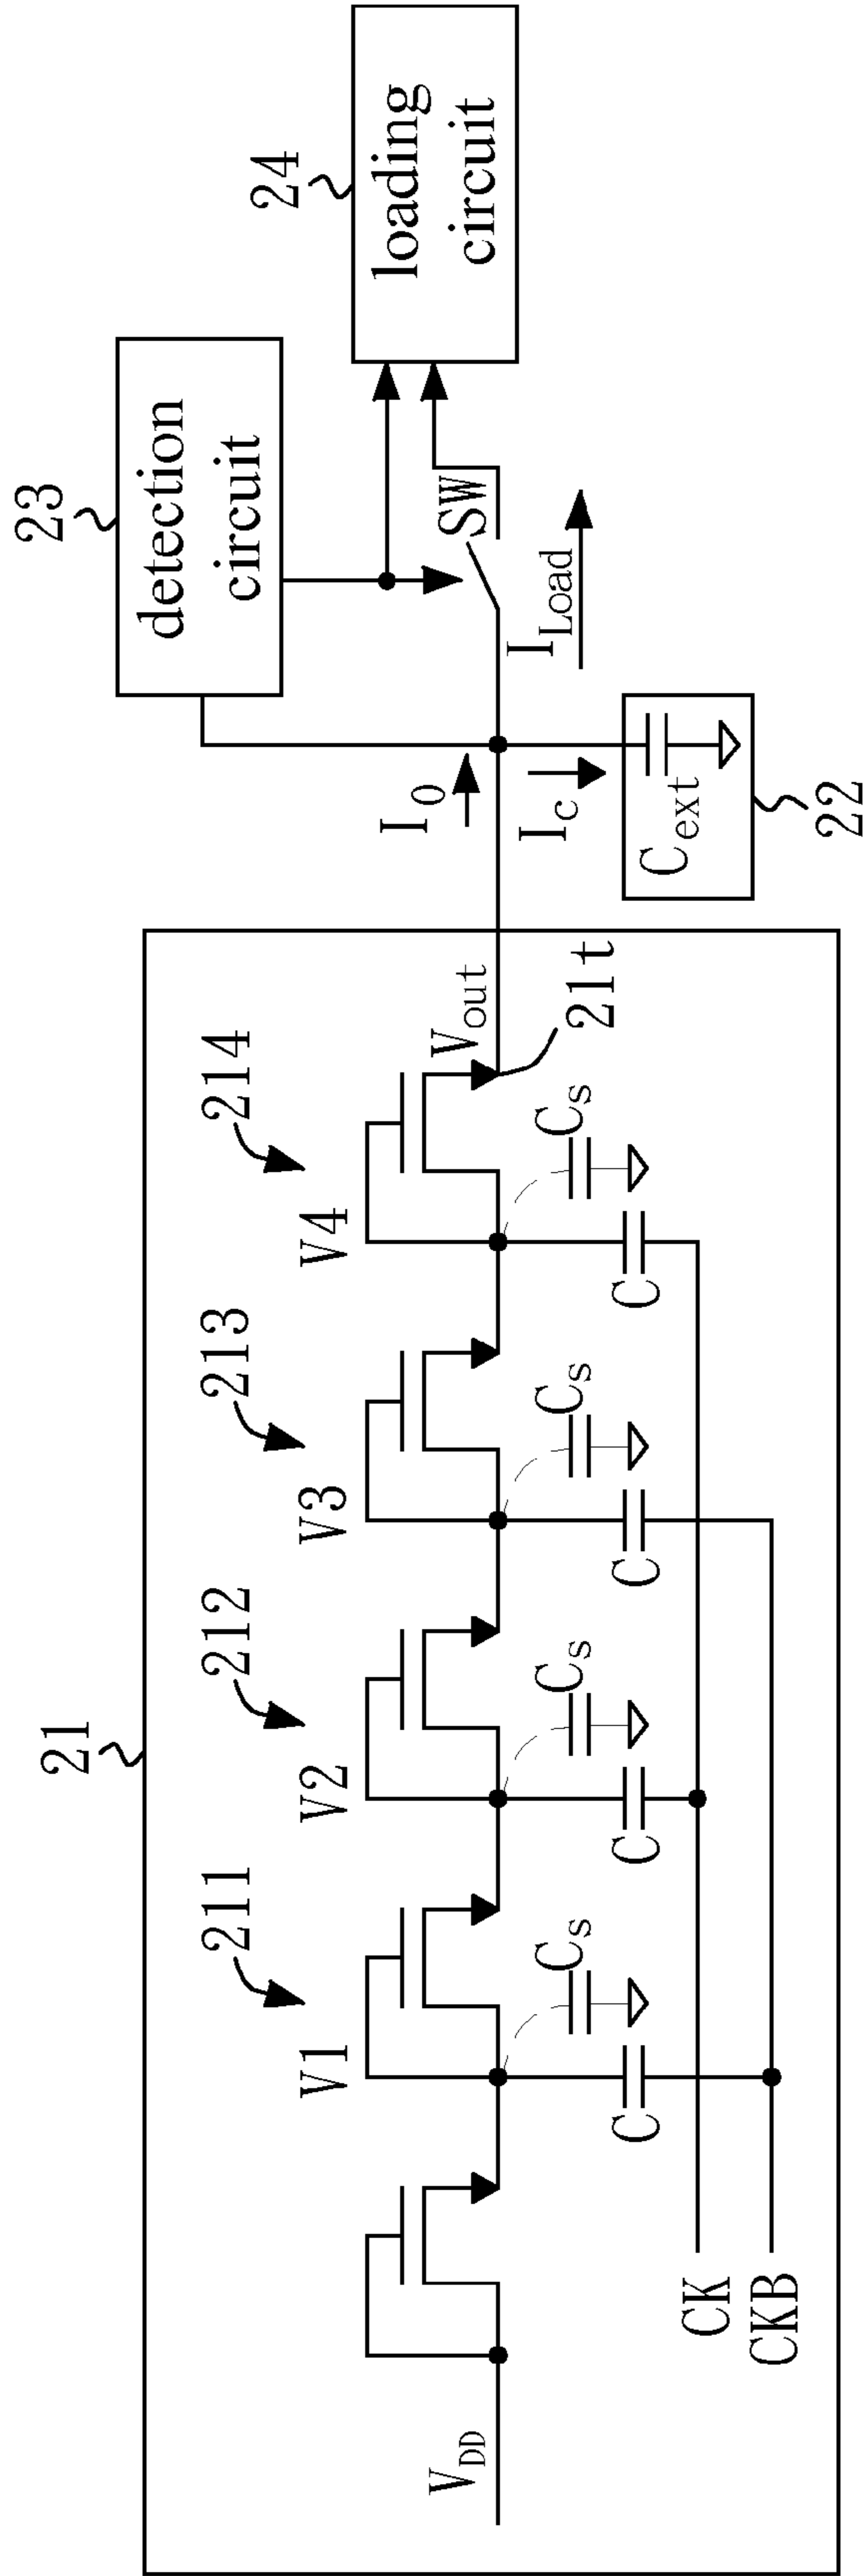 21
211
212
213
214
V1
V2
V3
V4
V_DD
V_out
21t
C
C_s
C
C_s
C
C_s
C
C_s
CK
CKB
I_0
I_c
C_ext
22
23
detection
circuit
SW
I_Load
24
loading
circuit